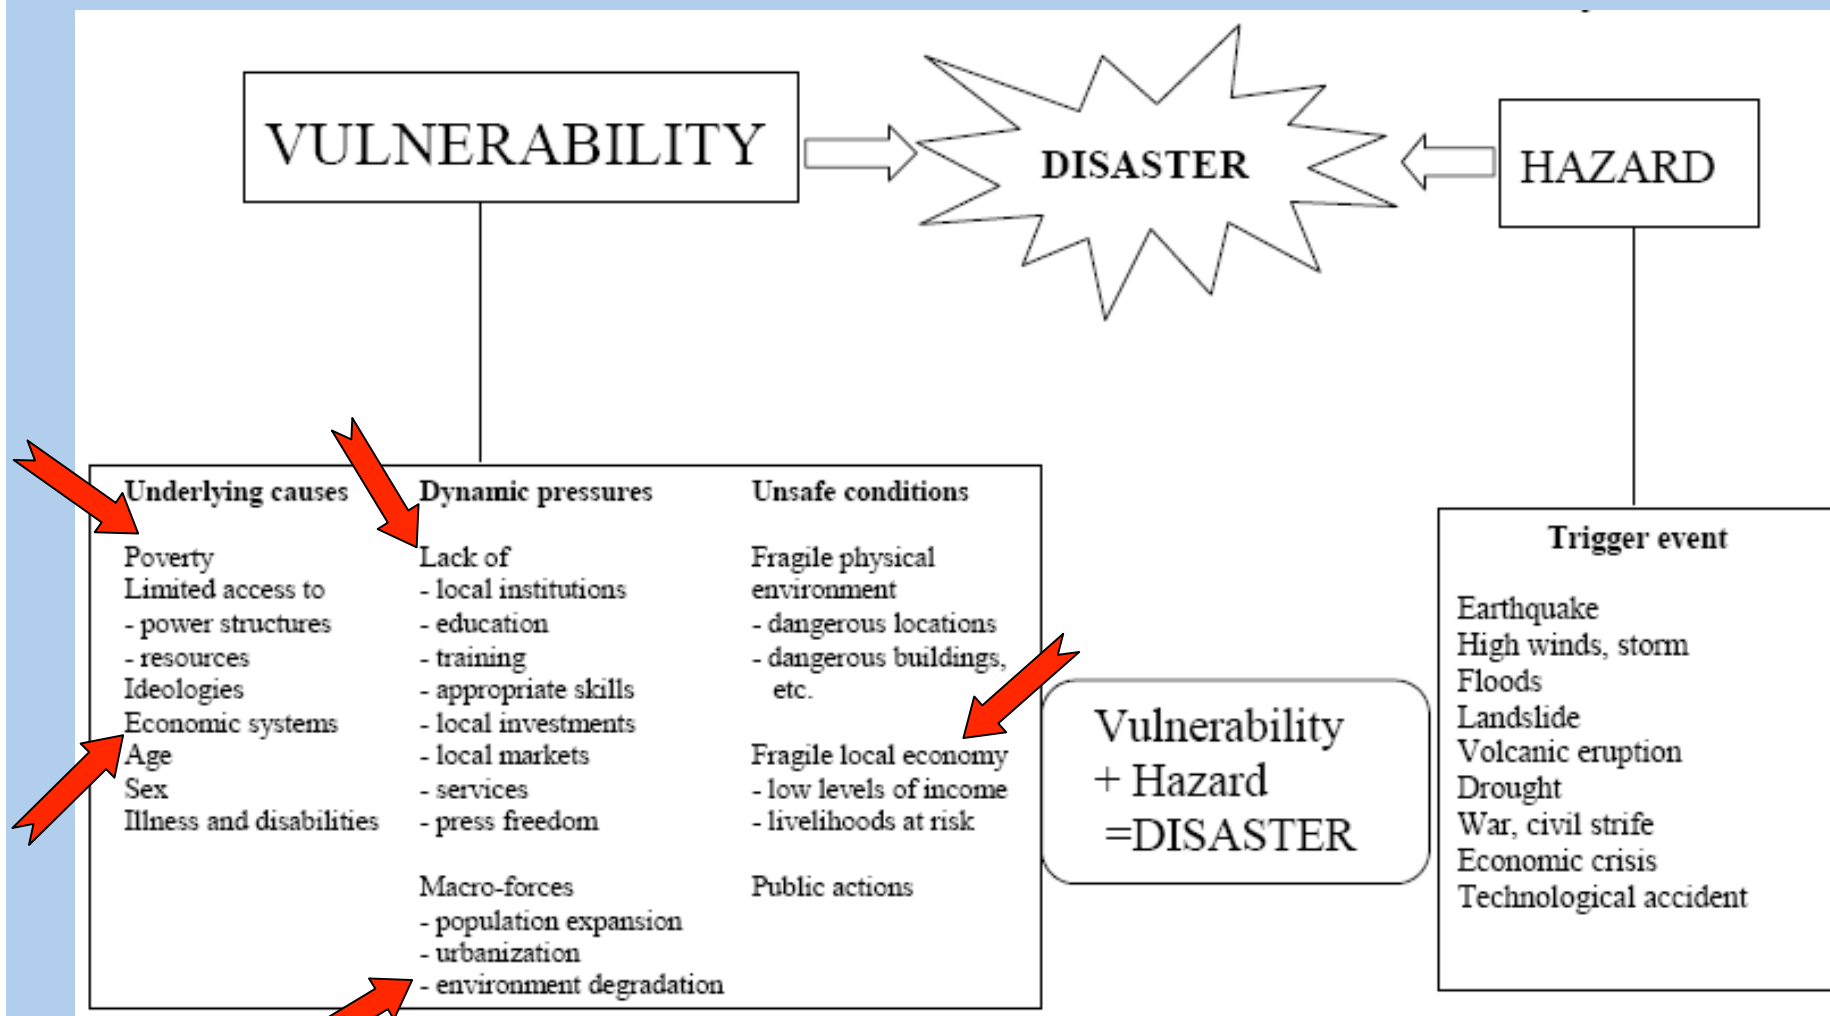 VULNERABILITY
DISASTER
HAZARD
Underlying causes
Poverty
Limited access to
- power structures
- resources
Ideologies
Economic systems
Age
Sex
Illness and disabilities
Dynamic pressures
Lack of
- local institutions
- education
- training
- appropriate skills
- local investments
- local markets
- services
- press freedom
Macro-forces
- population expansion
- urbanization
- environment degradation
Unsafe conditions
Fragile physical
environment
- dangerous locations
- dangerous buildings,
etc.
Fragile local economy
- low levels of income
- livelihoods at risk
Public actions
Vulnerability
+ Hazard
=DISASTER
Trigger event
Earthquake
High winds, storm
Floods
Landslide
Volcanic eruption
Drought
War, civil strife
Economic crisis
Technological accident